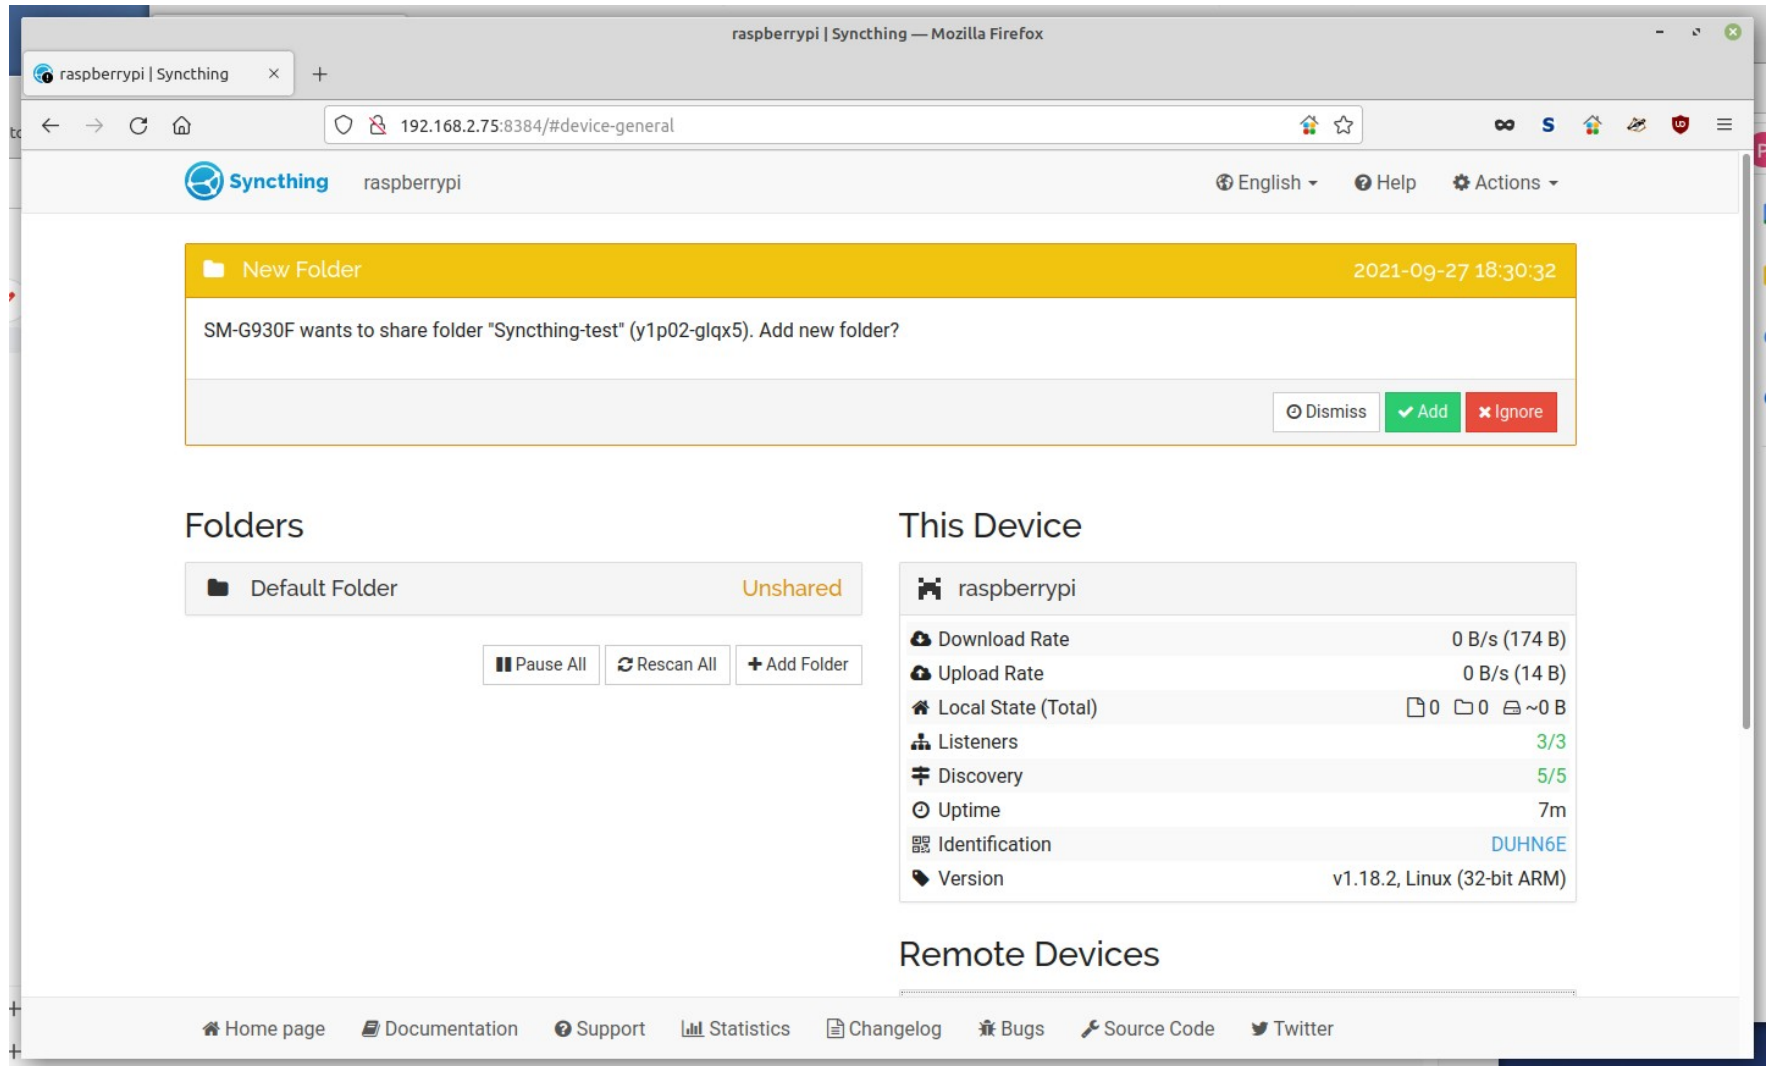 raspberrypi | Syncthing — Mozilla Firefox
raspberrypi | Syncthing
192.168.2.75:8384/#device-general
Syncthing raspberrypi English Help Actions
New Folder 2021-09-27 18:30:32
SM-G930F wants to share folder "Syncthing-test" (y1p02-glqx5). Add new folder?
Dismiss Add Ignore
Folders
Default Folder Unshared
Pause All Rescan All Add Folder
This Device
raspberrypi
Download Rate 0 B/s (174 B)
Upload Rate 0 B/s (14 B)
Local State (Total) 0 0 ~0 B
Listeners 3/3
Discovery 5/5
Uptime 7m
Identification DUHN6E
Version v1.18.2, Linux (32-bit ARM)
Remote Devices
Home page Documentation Support Statistics Changelog Bugs Source Code Twitter